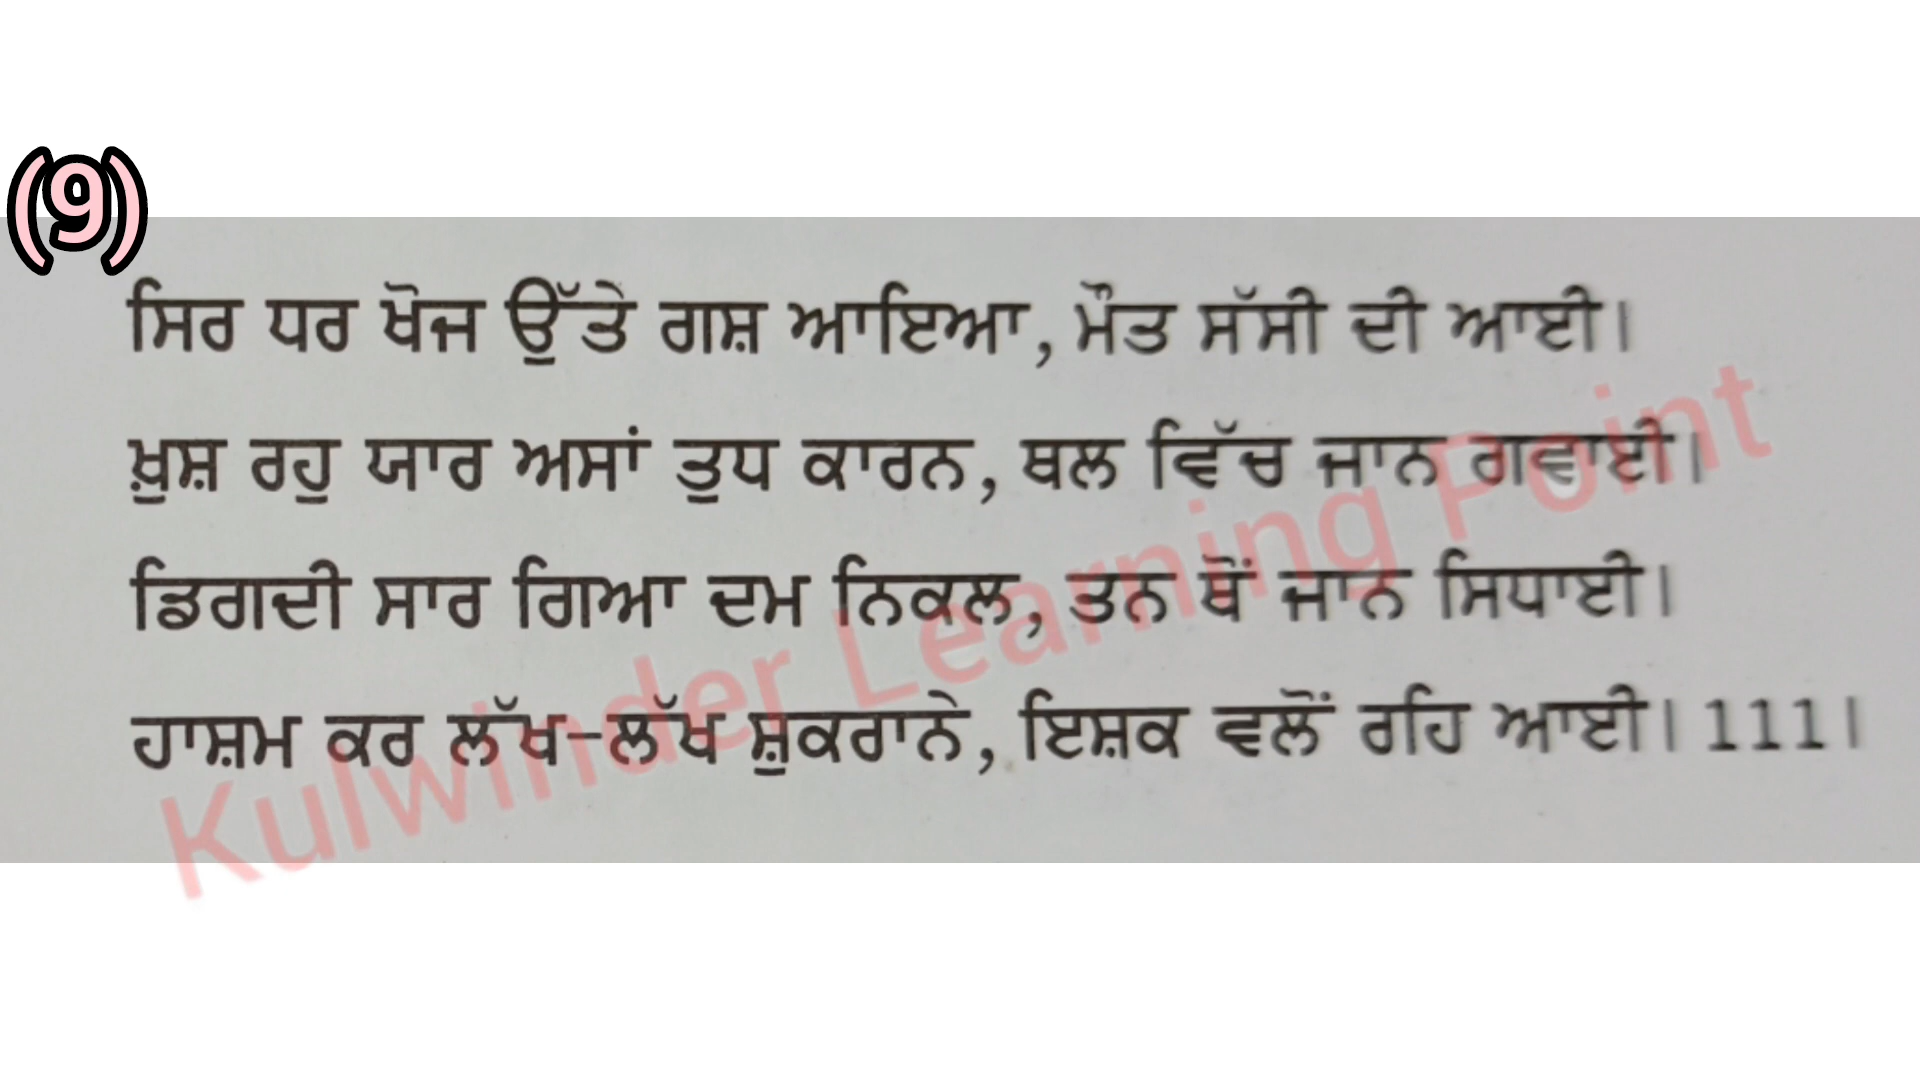 (9)
ਸਿਰ ਧਰ ਖੋਜ ਉੱਤੇ ਗਸ਼ ਆਇਆ, ਮੌਤ ਸੱਸੀ ਦੀ ਆਈ।
ਖ਼ੁਸ਼ ਰਹੁ ਯਾਰ ਅਸਾਂ ਤੁਧ ਕਾਰਨ, ਥਲ ਵਿੱਚ ਜਾਨ ਗਵਾਈ।
ਡਿਗਦੀ ਸਾਰ ਗਿਆ ਦਮ ਨਿਕਲ, ਤਨ ਥੋਂ ਜਾਨ ਸਿਧਾਈ।
ਹਾਸ਼ਮ ਕਰ ਲੱਖ-ਲੱਖ ਸ਼ੁਕਰਾਨੇ, ਇਸ਼ਕ ਵਲੋਂ ਰਹਿ ਆਈ। 111।
Kulwinder Learning Point